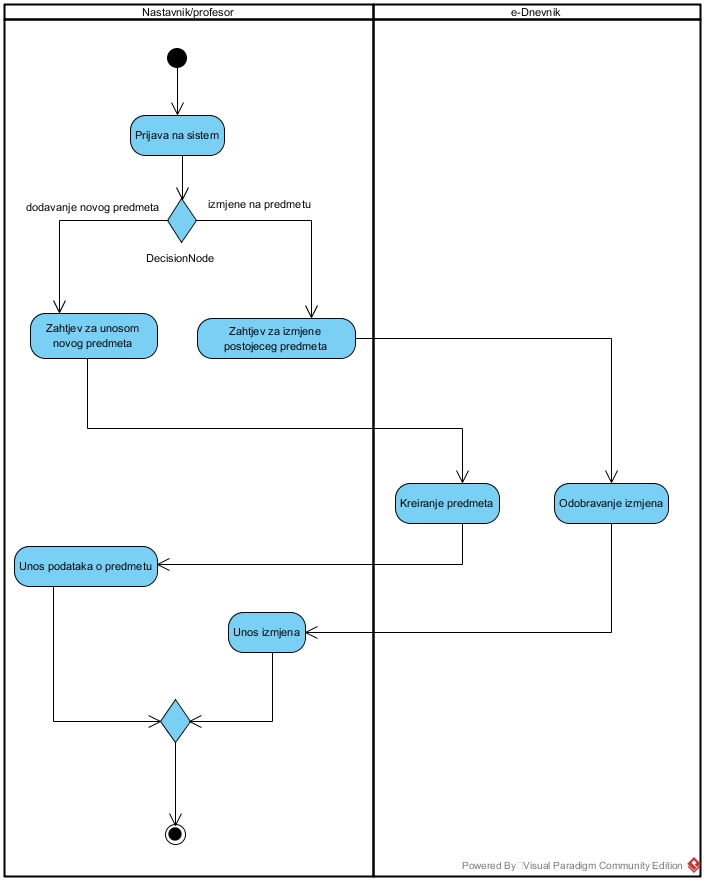 Nastavnik/profesor
e-Dnevnik
Prijava na sistem
dodavanje novog predmeta
izmjene na predmetu
DecisionNode
Zahtjev za unosom
novog predmeta
Zahtjev za izmjene
postojeceg predmeta
Kreiranje predmeta
Odobravanje izmjena
Unos podataka o predmetu
Unos izmjena
Powered By Visual Paradigm Community Edition